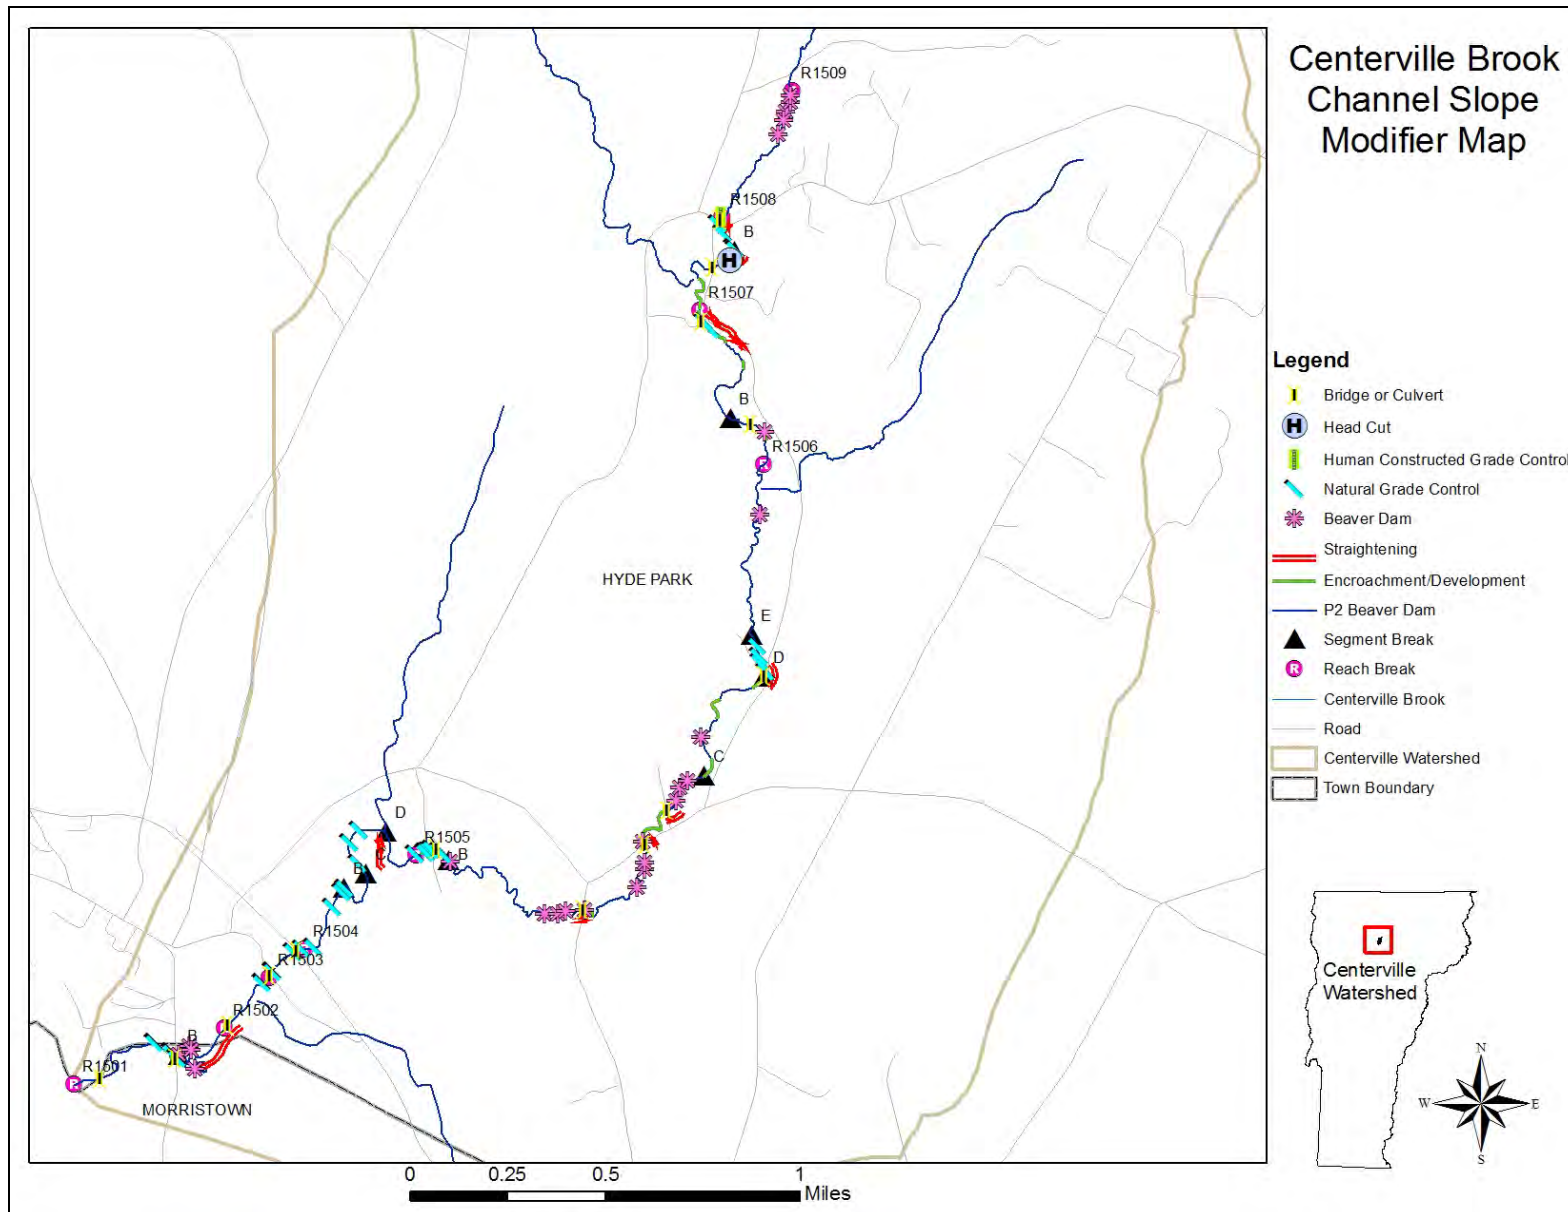 Centerville Brook
Channel Slope
Modifier Map
R1509
R1508
B
H
R1507
B
R1506
HYDE PARK
E
D
C
D
R1505
B
C
B
R1504
R1503
R1502
B
R1501
MORRISTOWN
Legend
I Bridge or Culvert
H Head Cut
Human Constructed Grade Control
Natural Grade Control
Beaver Dam
Straightening
Encroachment/Development
P2 Beaver Dam
Segment Break
R Reach Break
Centerville Brook
Road
Centerville Watershed
Town Boundary
Centerville
Watershed
N
W E
S
0 0.25 0.5 1
Miles